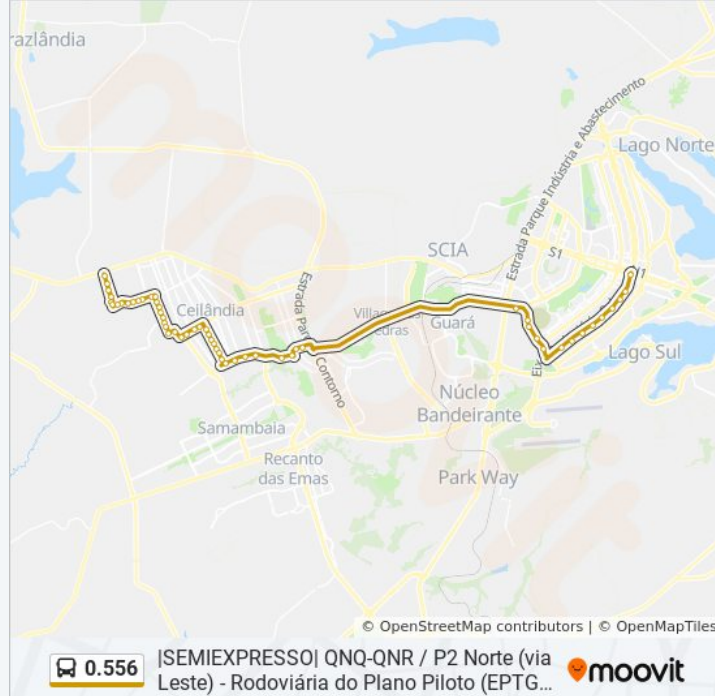 razlândia
Estrada Parque Indústria e Abastecimento
Lago Norte
SCIA
S1
Ceilândia
Estrada Par
Contorno
Guará
Lago Sul
Núcleo
Bandeirante
Samambaia
Recanto
das Emas
Park Way
© OpenStreetMap contributors | © OpenMapTiles
0.556
|SEMIEXPRESSO| QNQ-QNR / P2 Norte (via
Leste) - Rodoviária do Plano Piloto (EPTG...
moovit